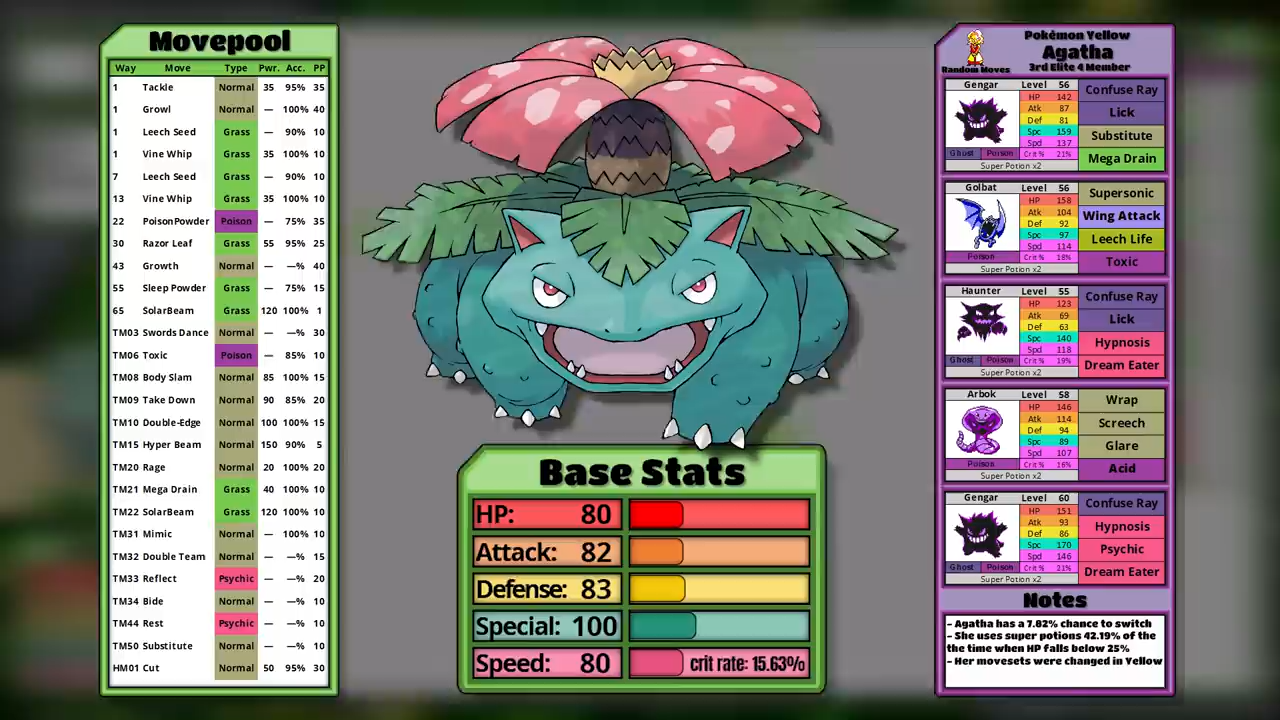 Movepool
Way Move Type Pwr. Acc. PP
1 Tackle Normal 35 95% 35
1 Growl Normal — 100% 40
1 Leech Seed Grass — 90% 10
1 Vine Whip Grass 35 100% 10
7 Leech Seed Grass — 90% 10
13 Vine Whip Grass 35 100% 10
22 PoisonPowder Poison — 75% 35
30 Razor Leaf Grass 55 95% 25
43 Growth Normal — —% 40
55 Sleep Powder Grass — 75% 15
65 SolarBeam Grass 120 100% 1
TM03 Swords Dance Normal — —% 30
TM06 Toxic Poison — 85% 10
TM08 Body Slam Normal 85 100% 15
TM09 Take Down Normal 90 85% 20
TM10 Double-Edge Normal 100 100% 15
TM15 Hyper Beam Normal 150 90% 5
TM20 Rage Normal 20 100% 20
TM21 Mega Drain Grass 40 100% 10
TM22 SolarBeam Grass 120 100% 10
TM31 Mimic Normal — 100% 10
TM32 Double Team Normal — —% 15
TM33 Reflect Psychic — —% 20
TM34 Bide Normal — —% 10
TM44 Rest Psychic — —% 10
TM50 Substitute Normal — —% 10
HM01 Cut Normal 50 95% 30
Base Stats
HP: 80
Attack: 82
Defense: 83
Special: 100
Speed: 80 crit rate: 15.63%
Pokémon Yellow
Agatha
3rd Elite 4 Member
Random Moves
Gengar Level 56
HP 142
Atk 87
Def 81
Spc 159
Spd 137
Ghost Poison Crit % 21%
Super Potion x2
Confuse Ray
Lick
Substitute
Mega Drain
Golbat Level 56
HP 158
Atk 104
Def 92
Spc 97
Spd 114
Poison Crit % 18%
Super Potion x2
Supersonic
Wing Attack
Leech Life
Toxic
Haunter Level 55
HP 123
Atk 69
Def 63
Spc 140
Spd 118
Ghost Poison Crit % 19%
Super Potion x2
Confuse Ray
Lick
Hypnosis
Dream Eater
Arbok Level 58
HP 146
Atk 114
Def 94
Spc 89
Spd 107
Poison Crit % 16%
Super Potion x2
Wrap
Screech
Glare
Acid
Gengar Level 60
HP 151
Atk 93
Def 86
Spc 170
Spd 146
Ghost Poison Crit % 21%
Super Potion x2
Confuse Ray
Hypnosis
Psychic
Dream Eater
Notes
- Agatha has a 7.82% chance to switch
- She uses super potions 42.19% of the
the time when HP falls below 25%
- Her movesets were changed in Yellow